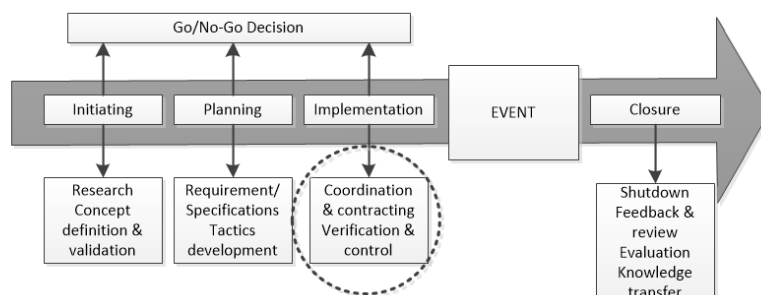 Go/No-Go Decision
Initiating
Planning
Implementation
EVENT
Closure
Research
Concept
definition &
validation
Requirement/
Specifications
Tactics
development
Coordination
& contracting
Verification &
control
Shutdown
Feedback &
review
Evaluation
Knowledge
transfer